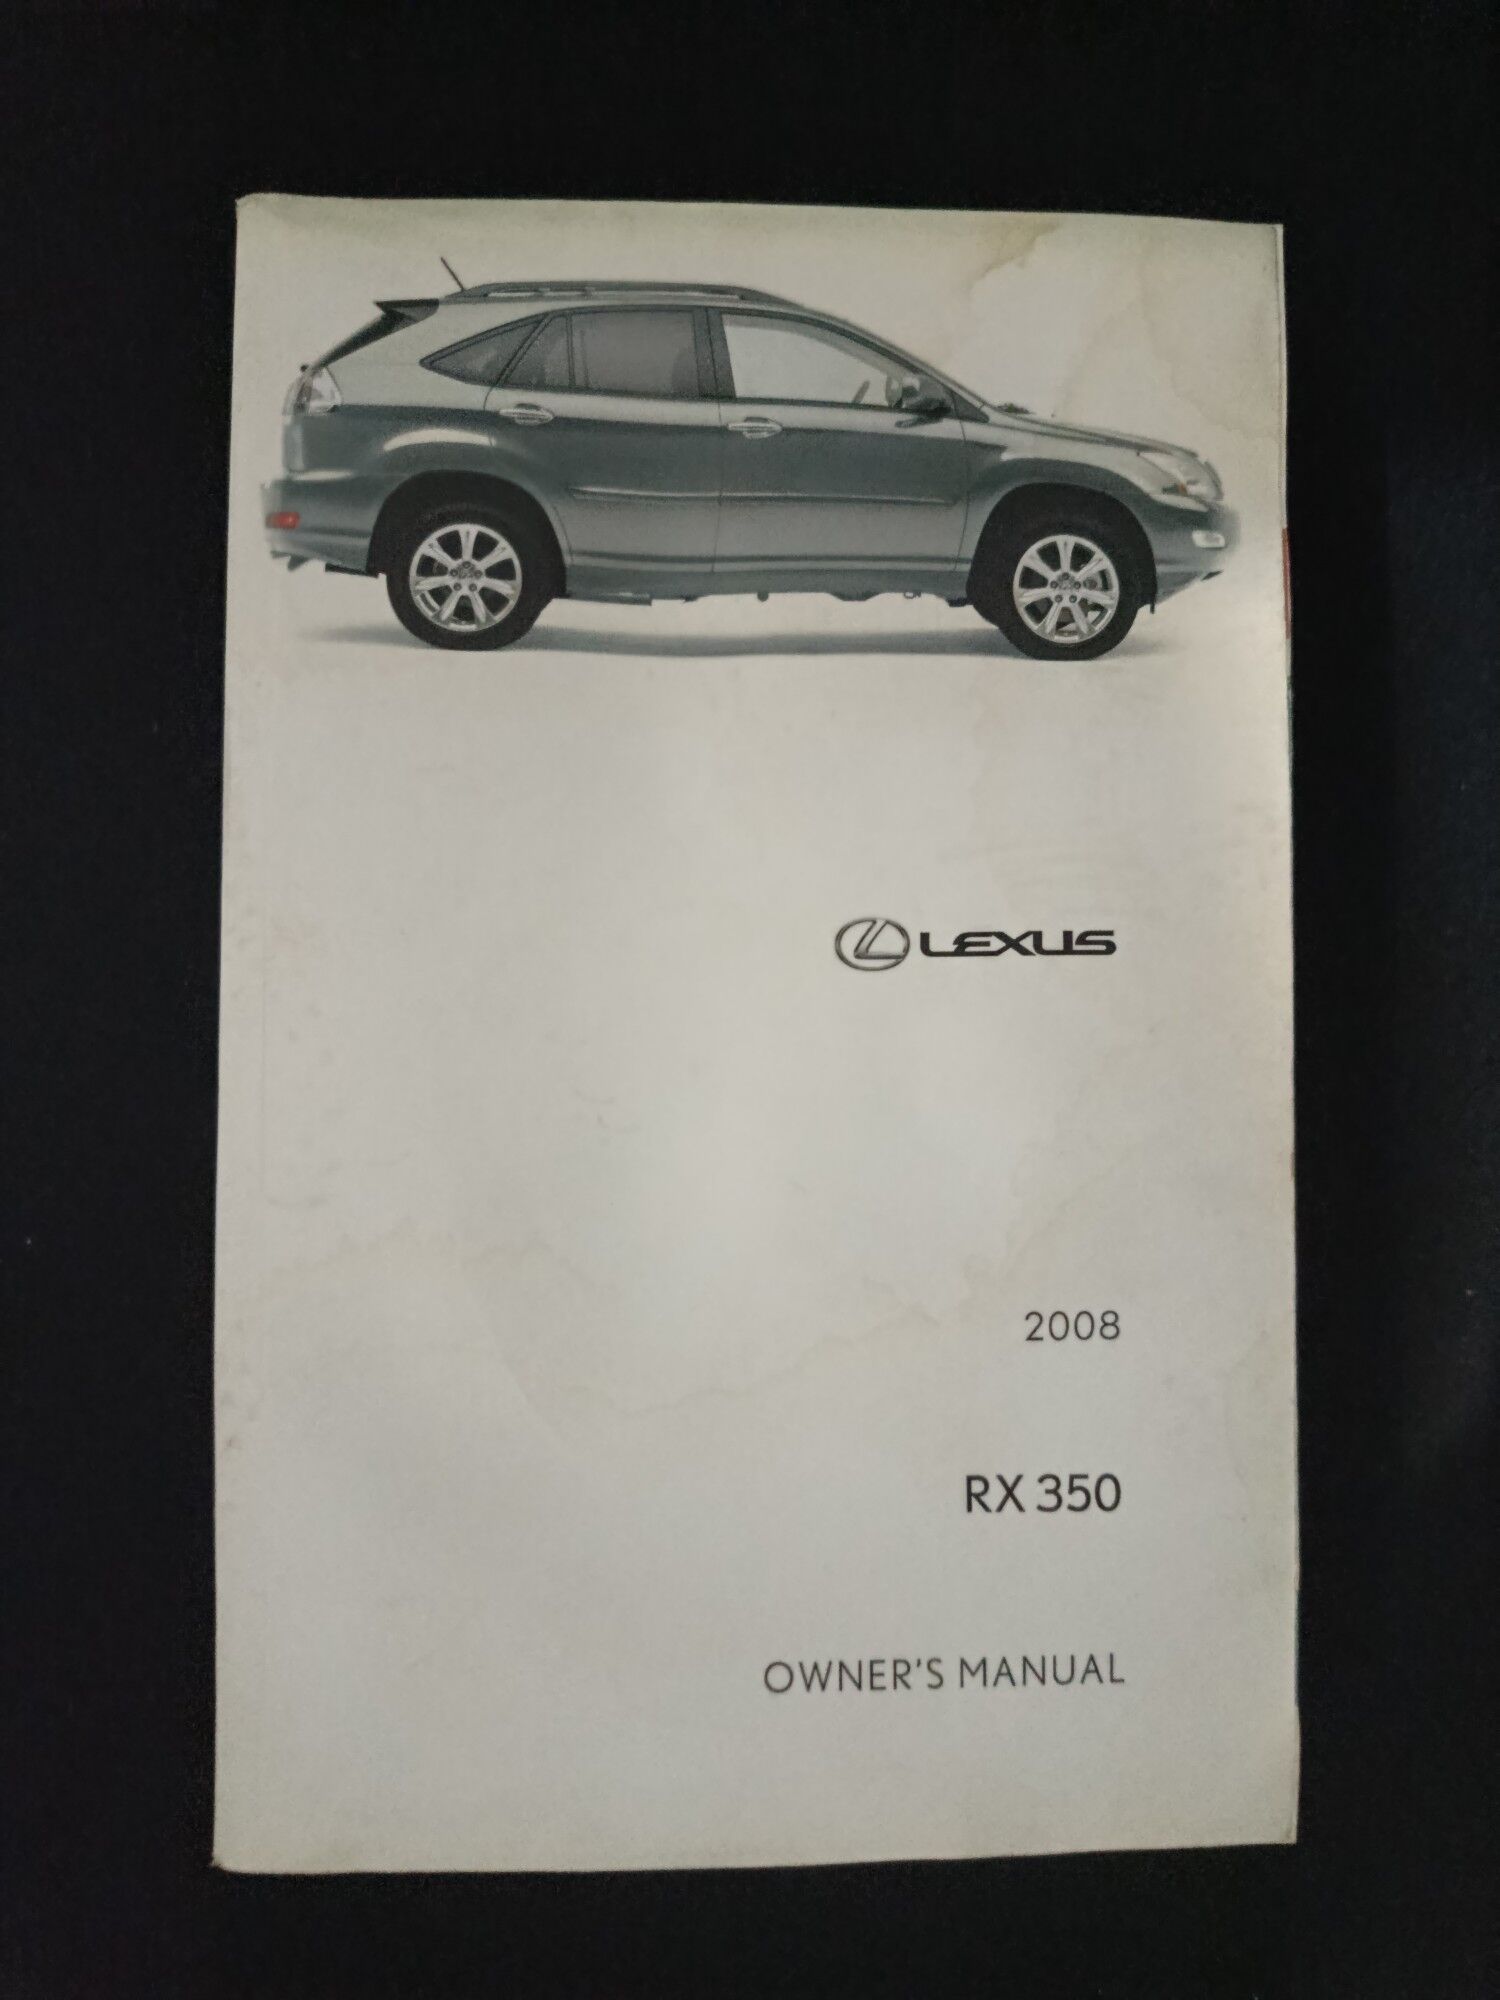 LEXUS
2008
RX 350
OWNER'S MANUAL